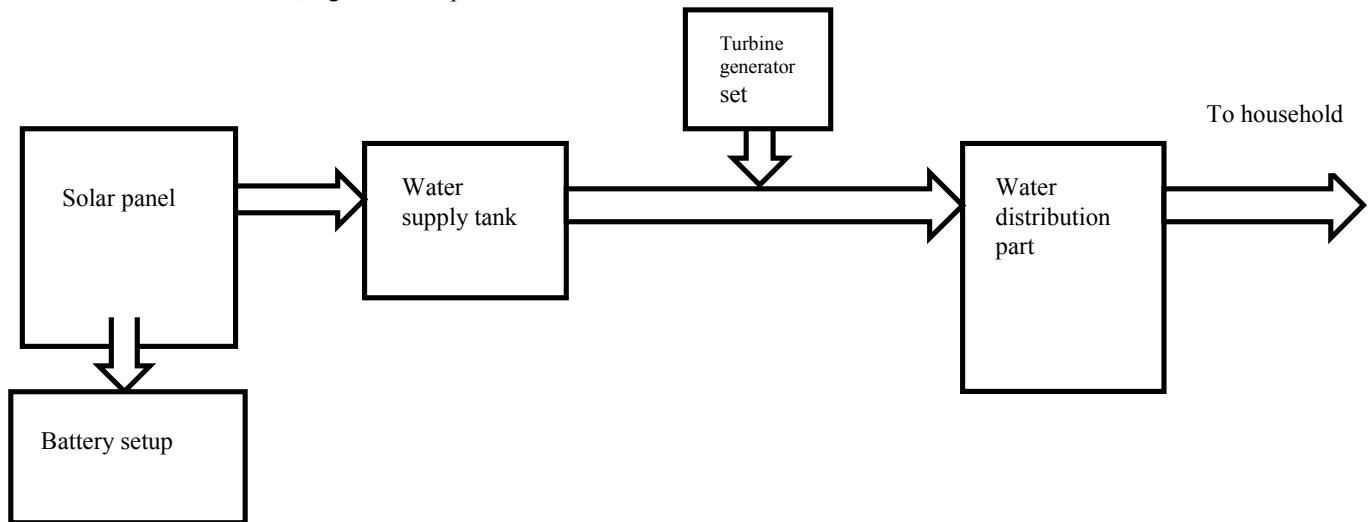 Turbine
generator
set
To household
Solar panel
Water
supply tank
Water
distribution
part
Battery setup